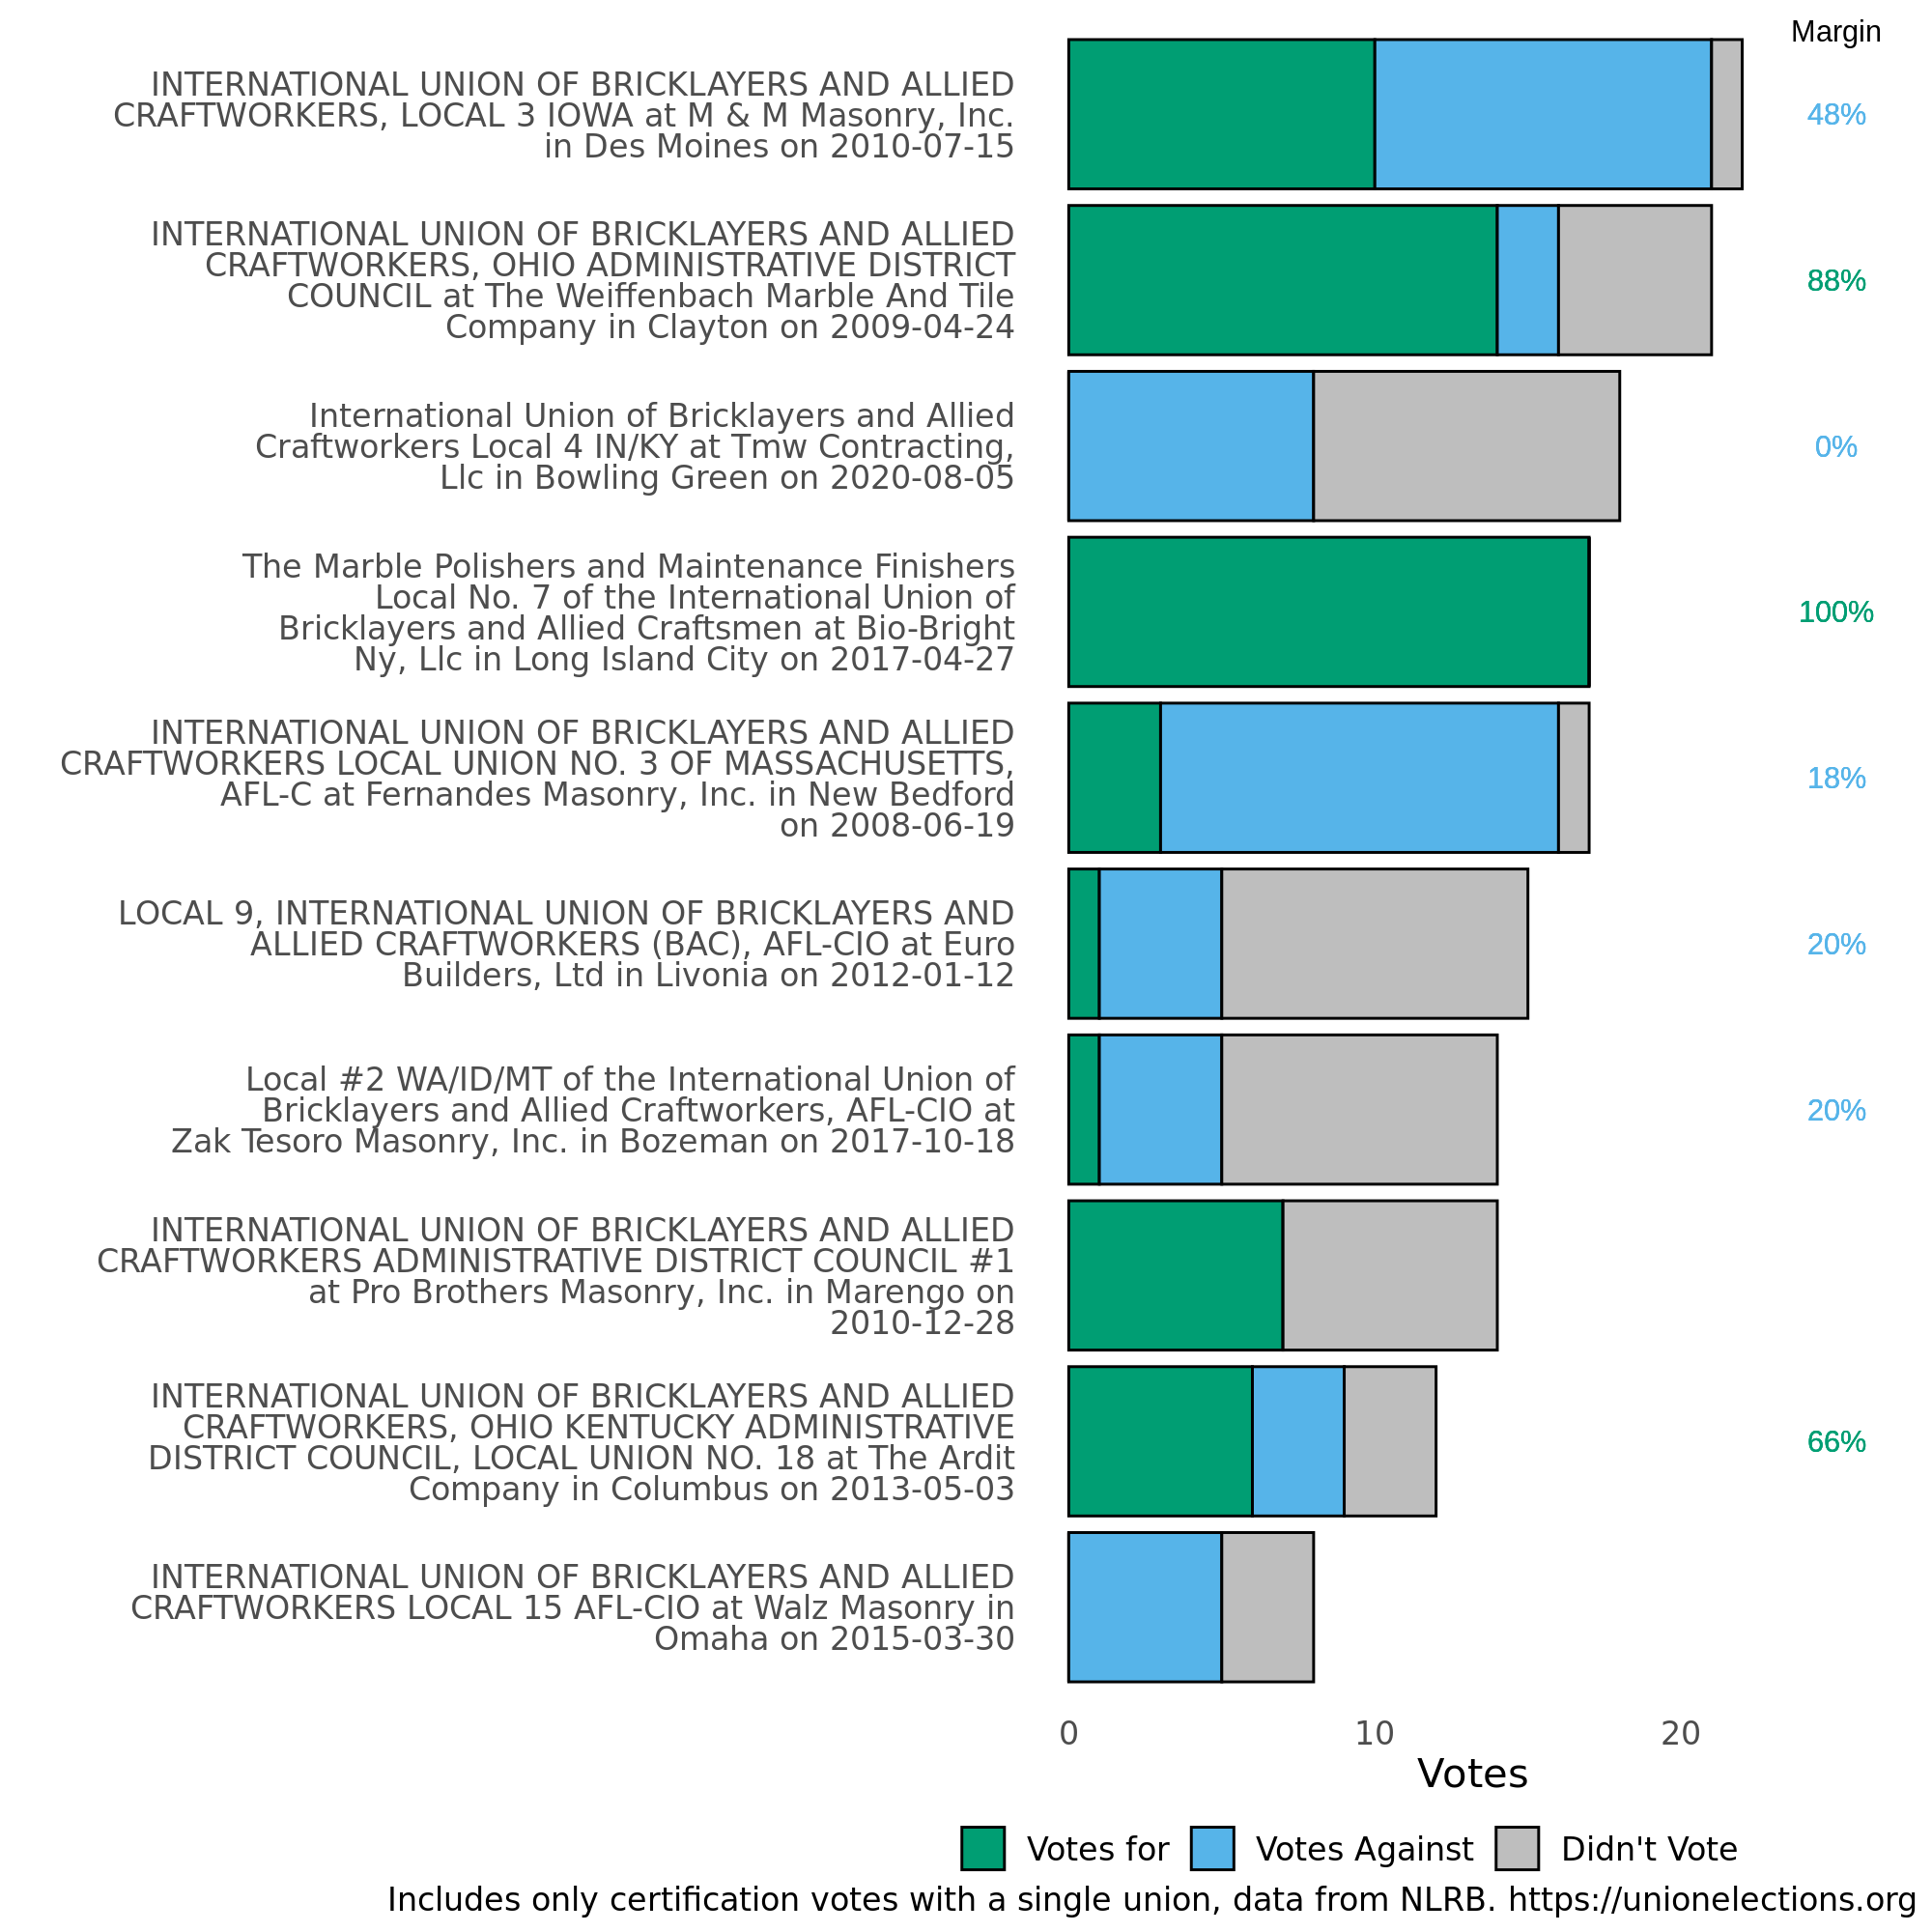 Margin
INTERNATIONAL UNION OF BRICKLAYERS AND ALLIED
CRAFTWORKERS, LOCAL 3 IOWA at M & M Masonry, Inc.
in Des Moines on 2010-07-15
48%
INTERNATIONAL UNION OF BRICKLAYERS AND ALLIED
CRAFTWORKERS, OHIO ADMINISTRATIVE DISTRICT
COUNCIL at The Weiffenbach Marble And Tile
Company in Clayton on 2009-04-24
88%
International Union of Bricklayers and Allied
Craftworkers Local 4 IN/KY at Tmw Contracting,
Llc in Bowling Green on 2020-08-05
0%
The Marble Polishers and Maintenance Finishers
Local No. 7 of the International Union of
Bricklayers and Allied Craftsmen at Bio-Bright
Ny, Llc in Long Island City on 2017-04-27
100%
INTERNATIONAL UNION OF BRICKLAYERS AND ALLIED
CRAFTWORKERS LOCAL UNION NO. 3 OF MASSACHUSETTS,
AFL-C at Fernandes Masonry, Inc. in New Bedford
on 2008-06-19
18%
LOCAL 9, INTERNATIONAL UNION OF BRICKLAYERS AND
ALLIED CRAFTWORKERS (BAC), AFL-CIO at Euro
Builders, Ltd in Livonia on 2012-01-12
20%
Local #2 WA/ID/MT of the International Union of
Bricklayers and Allied Craftworkers, AFL-CIO at
Zak Tesoro Masonry, Inc. in Bozeman on 2017-10-18
20%
INTERNATIONAL UNION OF BRICKLAYERS AND ALLIED
CRAFTWORKERS ADMINISTRATIVE DISTRICT COUNCIL #1
at Pro Brothers Masonry, Inc. in Marengo on
2010-12-28
INTERNATIONAL UNION OF BRICKLAYERS AND ALLIED
CRAFTWORKERS, OHIO KENTUCKY ADMINISTRATIVE
DISTRICT COUNCIL, LOCAL UNION NO. 18 at The Ardit
Company in Columbus on 2013-05-03
66%
INTERNATIONAL UNION OF BRICKLAYERS AND ALLIED
CRAFTWORKERS LOCAL 15 AFL-CIO at Walz Masonry in
Omaha on 2015-03-30
0 10 20
Votes
Votes for Votes Against Didn't Vote
Includes only certification votes with a single union, data from NLRB. https://unionelections.org